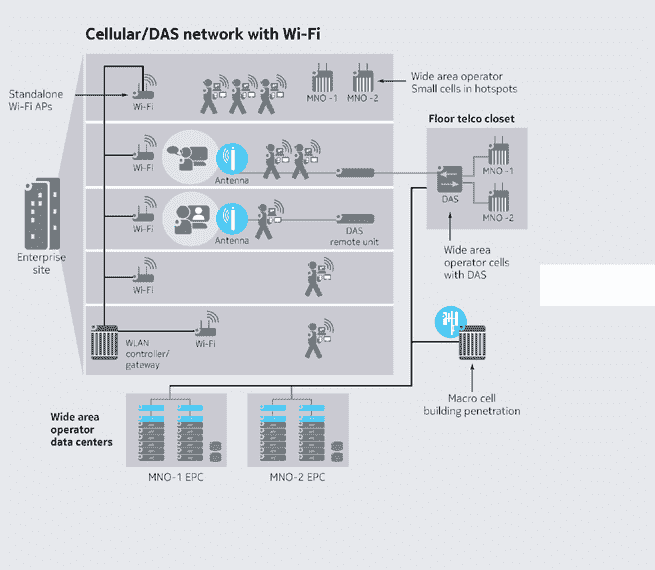 Cellular/DAS network with Wi-Fi
Standalone
Wi-Fi APs
Wi-Fi
MNO -1
MNO -2
Wide area operator
Small cells in hotspots
Floor telco closet
Wi-Fi
Antenna
DAS
MNO -1
MNO -2
Wi-Fi
Antenna
DAS
remote unit
Enterprise
site
Wide area
operator cells
with DAS
Wi-Fi
WLAN
controller/
gateway
Wi-Fi
Macro cell
building penetration
Wide area
operator
data centers
MNO-1 EPC
MNO-2 EPC